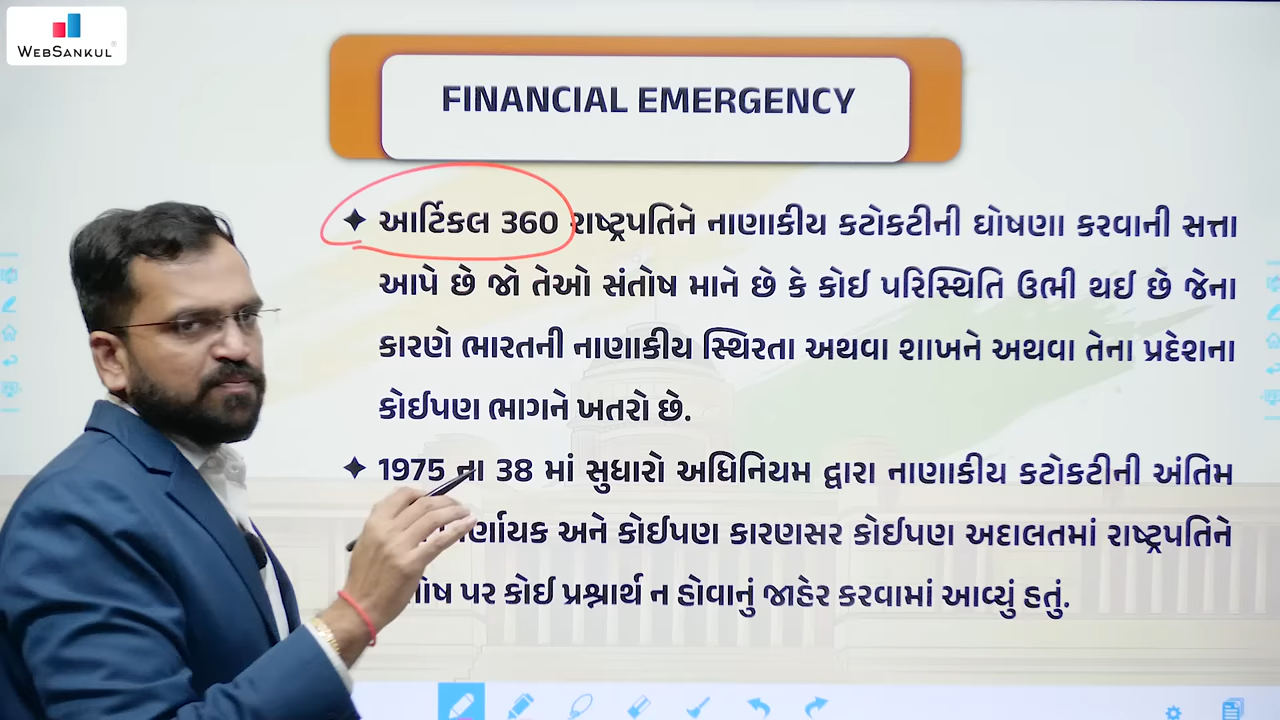 WEBSANKUL
FINANCIAL EMERGENCY
આર્ટિકલ 360 રાષ્ટ્રપતિને નાણાકીય કટોકટીની ઘોષણા કરવાની સત્તા
આપે છે જો તેઓ સંતોષ માને છે કે કોઈ પરિસ્થિતિ ઉભી થઈ છે જેના
કારણે ભારતની નાણાકીય સ્થિરતા અથવા શાખને અથવા તેના પ્રદેશના
કોઈપણ ભાગને ખતરો છે.
1975 ના 38 માં સુધારો અધિનિયમ દ્વારા નાણાકીય કટોકટીની અંતિમ
અને કોઈપણ કારણસર કોઈપણ અદાલતમાં રાષ્ટ્રપતિને
પર કોઈ પ્રશ્નાર્થ ન હોવાનું જાહેર કરવામાં આવ્યું હતું.